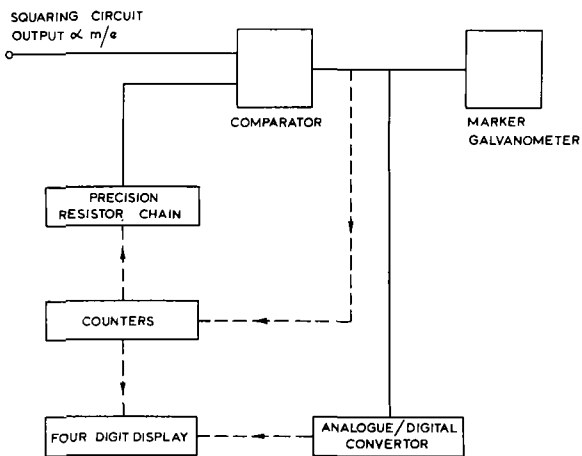 SQUARING CIRCUIT
OUTPUT ∝ m/e
COMPARATOR
MARKER
GALVANOMETER
PRECISION
RESISTOR CHAIN
COUNTERS
FOUR DIGIT DISPLAY
ANALOGUE/DIGITAL
CONVERTOR